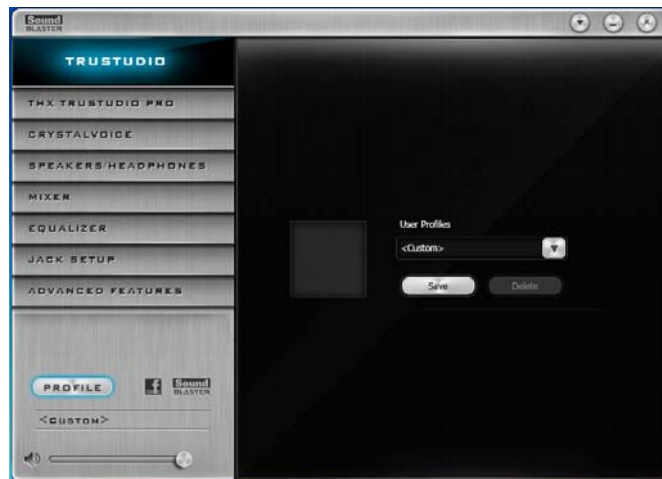 Sound
BLASTER
TRUSTUDIO
THX TRUSTUDIO PRO
CRYSTALVOICE
SPEAKERS/HEADPHONES
MIXER
EQUALIZER
JACK SETUP
ADVANCED FEATURES
User Profiles
<Custom>
Save Delete
PROFILE f Sound
BLASTER
<CUSTOM>